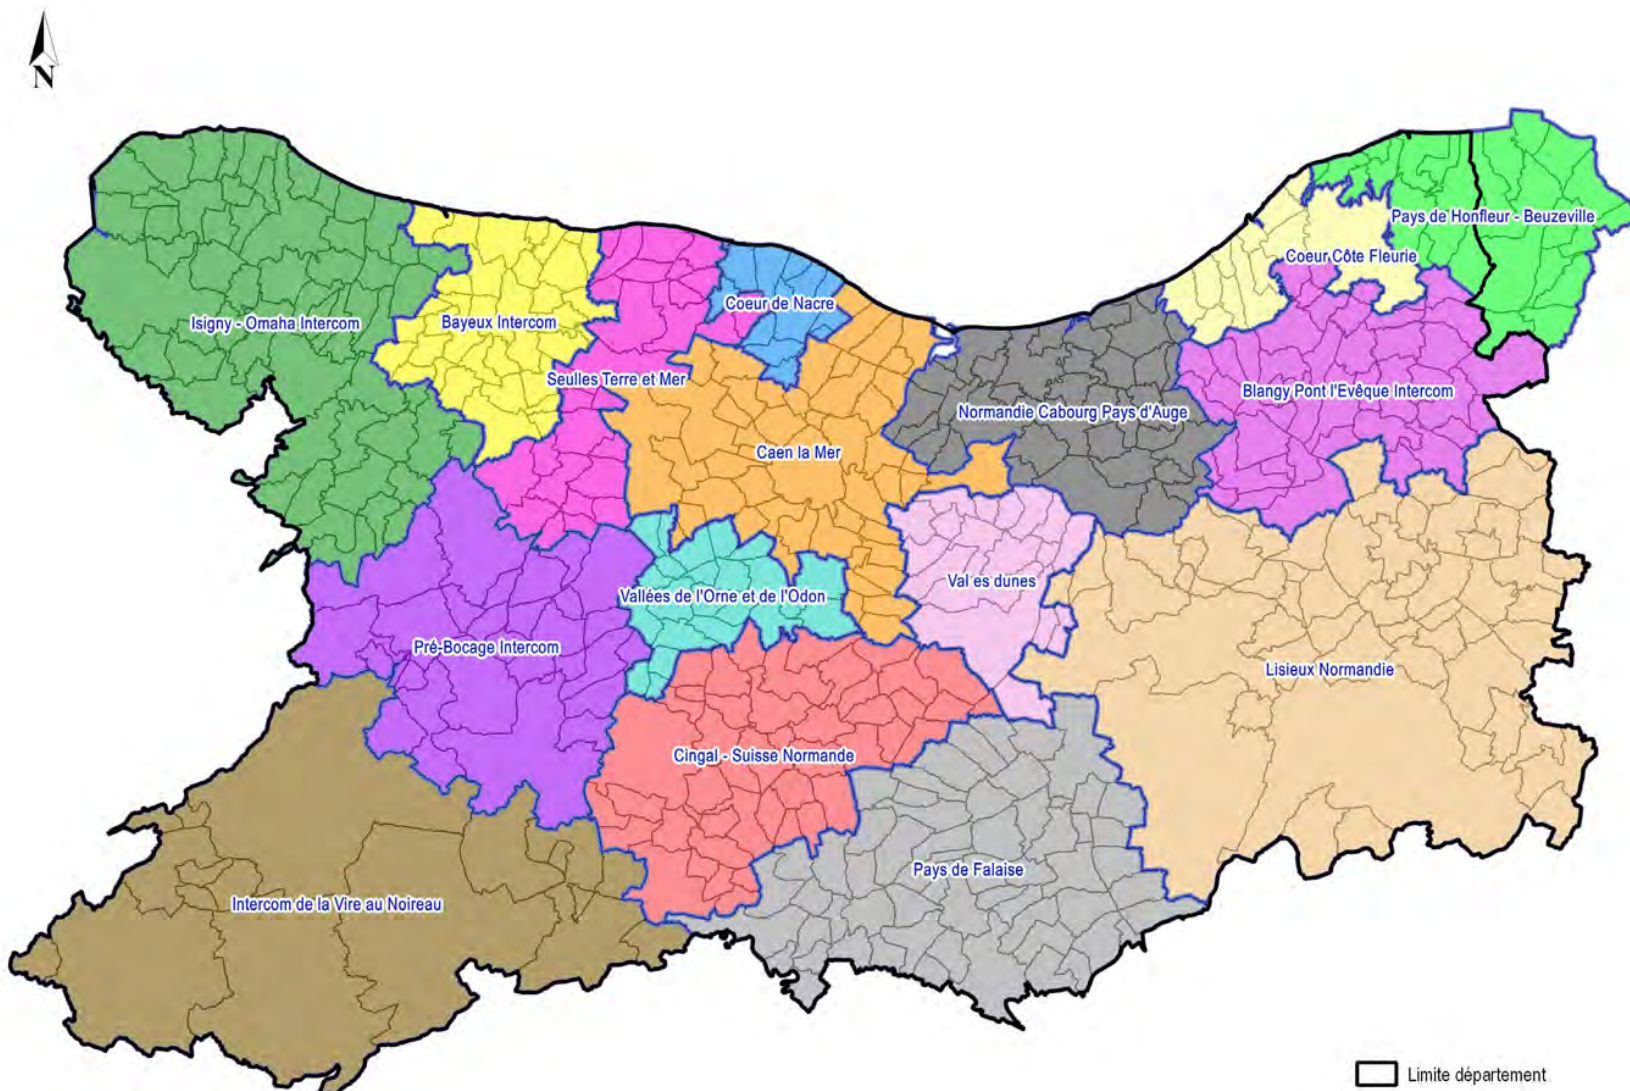 N
Pays de Honfleur - Beuzeville
Coeur Côte Fleurie
Coeur de Nacre
Isigny - Omaha Intercom
Bayeux Intercom
Seulles Terre et Mer
Blangy Pont l'Evêque Intercom
Normandie Cabourg Pays d'Auge
Caen la Mer
Val es dunes
Vallées de l'Orne et de l'Odon
Pré-Bocage Intercom
Lisieux Normandie
Cingal - Suisse Normande
Pays de Falaise
Intercom de la Vire au Noireau
Limite département